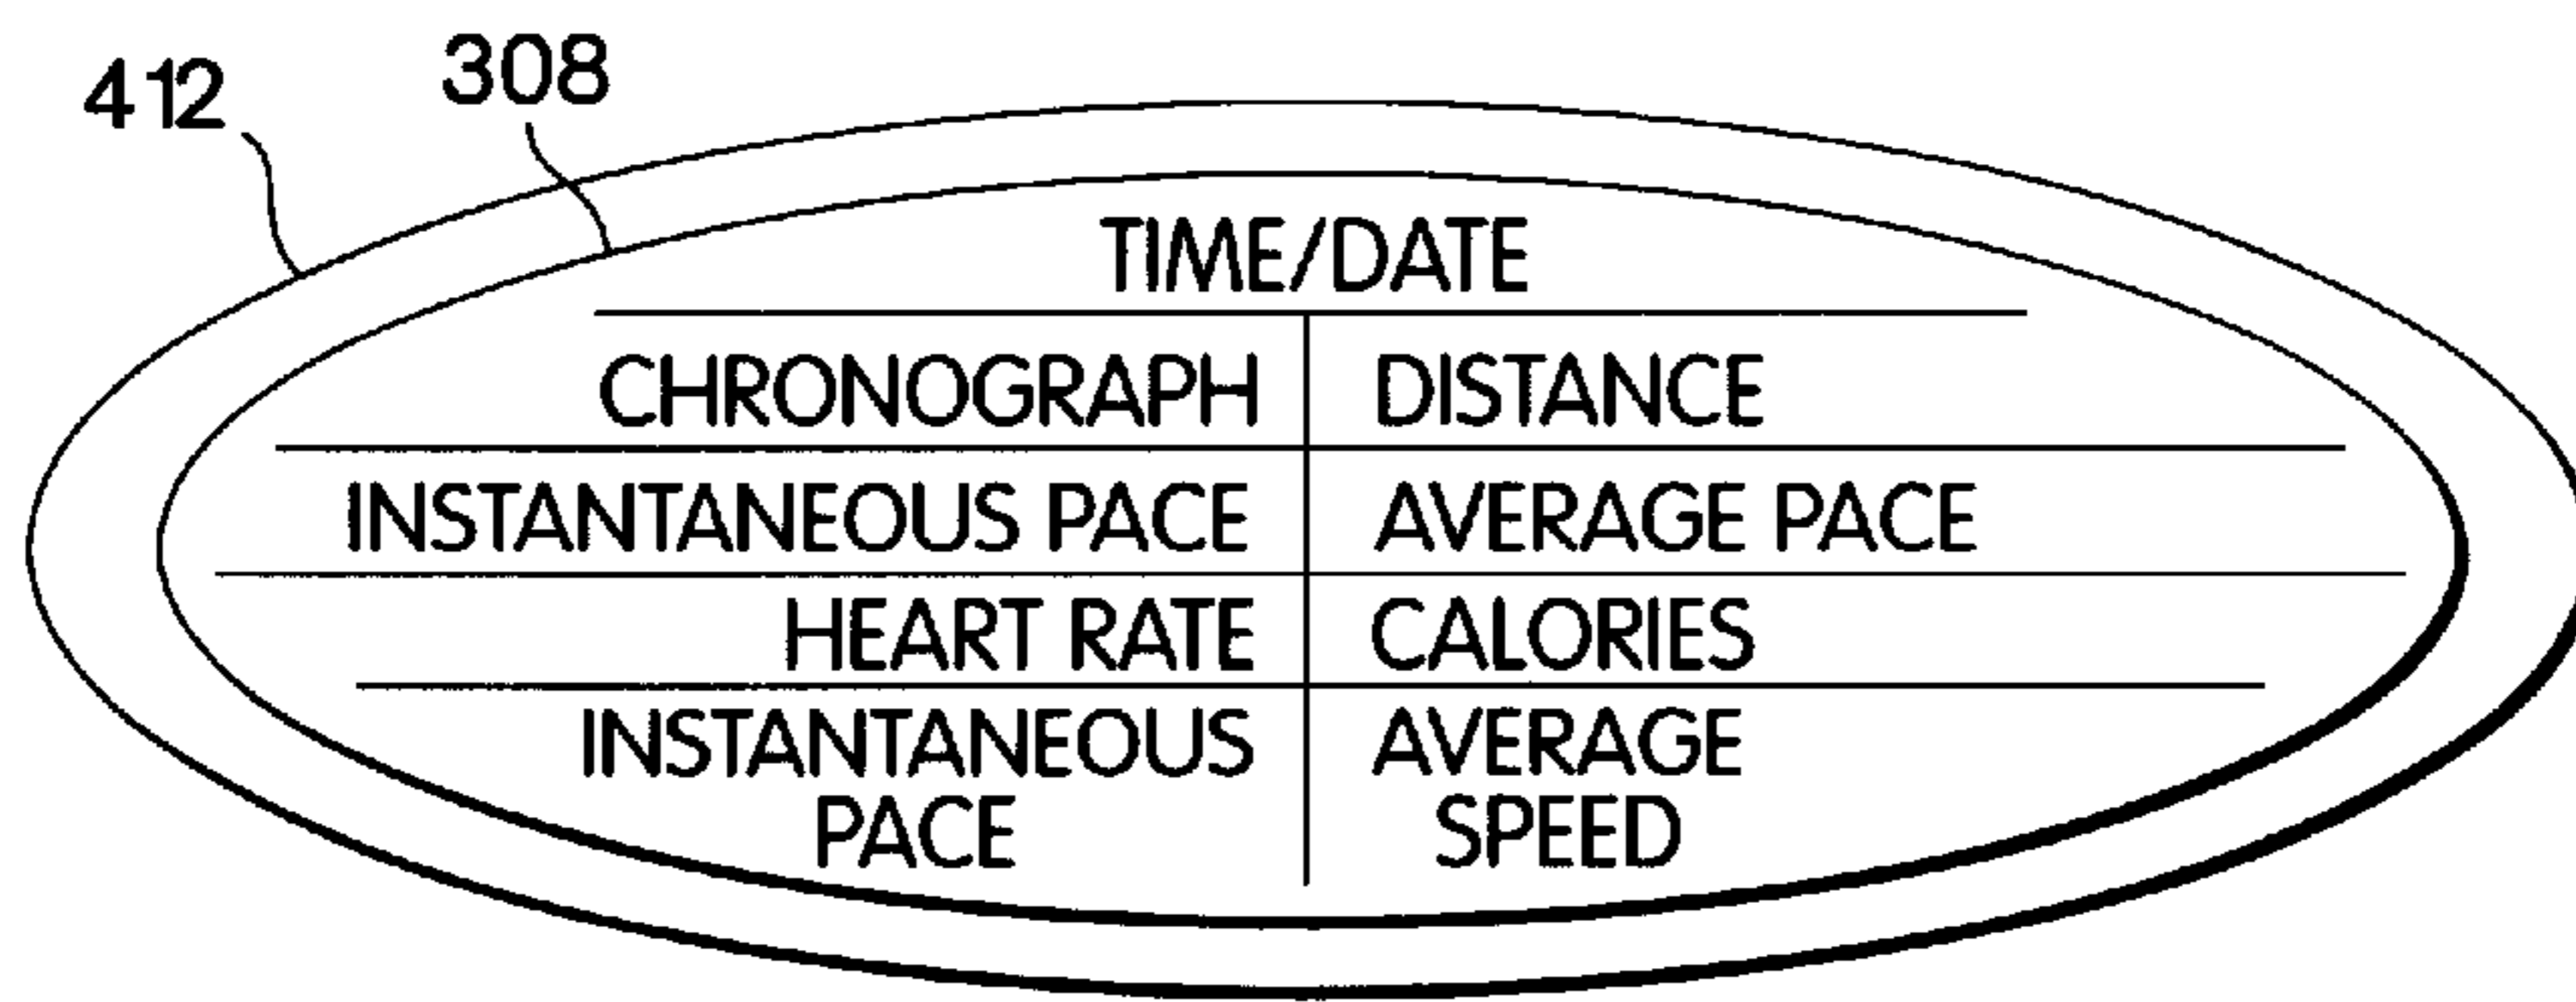 412
308
TIME/DATE
CHRONOGRAPH DISTANCE
INSTANTANEOUS PACE AVERAGE PACE
HEART RATE CALORIES
INSTANTANEOUS AVERAGE
PACE SPEED